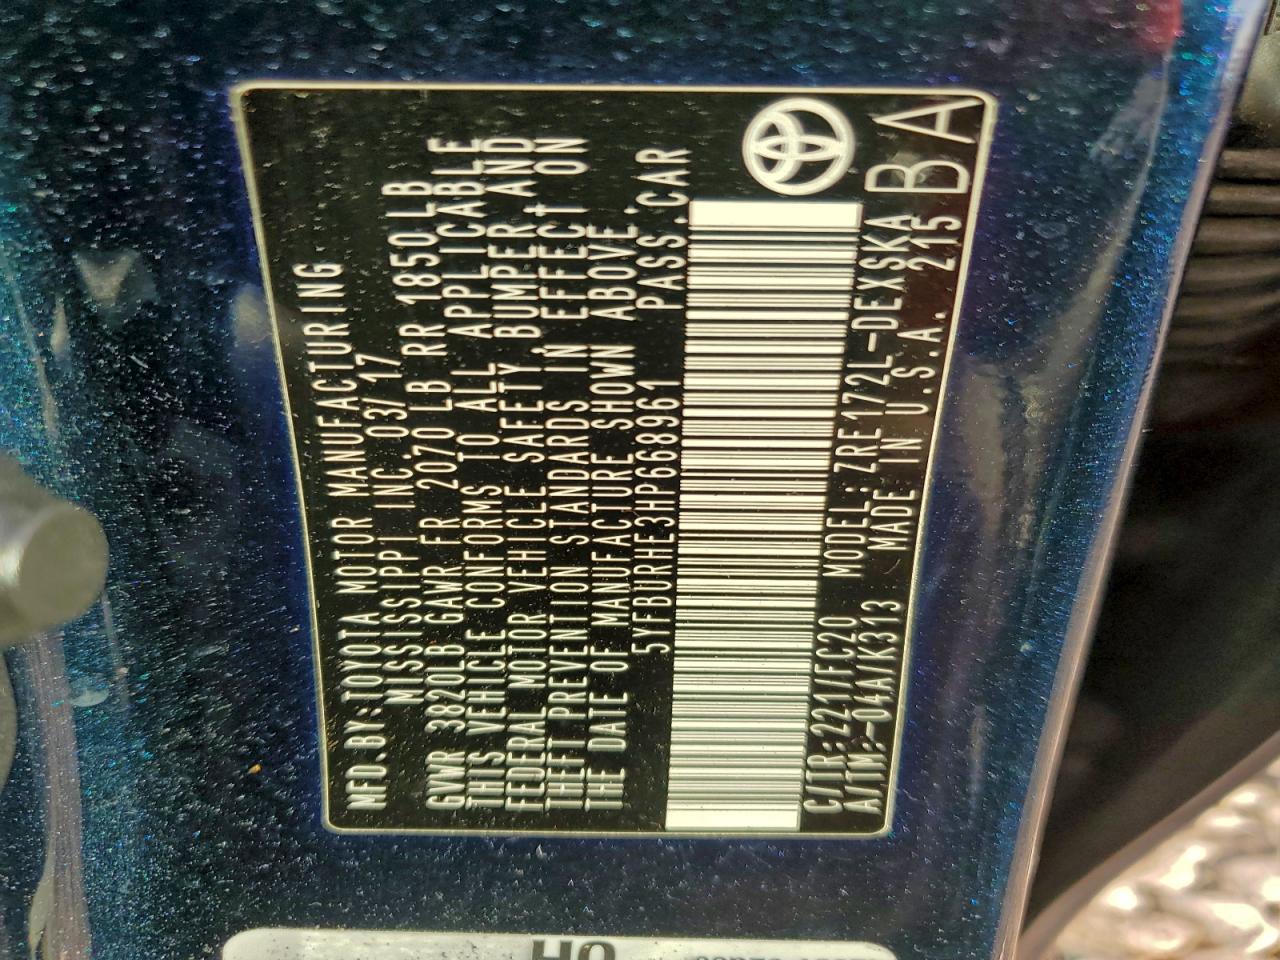 MFD.BY:TOYOTA MOTOR MANUFACTURING
MISSISSIPPI INC 03/17
GVWR 3820LB GAWR FR 2070 LB RR 1850 LB
THIS VEHICLE CONFORMS TO ALL APPLICABLE
FEDERAL MOTOR VEHICLE SAFETY BUMPER AND
THEFT PREVENTION STANDARDS IN EFFECT ON
THE DATE OF MANUFACTURE SHOWN ABOVE.
5YFBURHE3HP668961 PASS.CAR
C/TR:221/FC20 MODEL:ZRE172L-DEXSKA
A/TM:-04A/K313 MADE IN U.S.A. 215 BA
HO